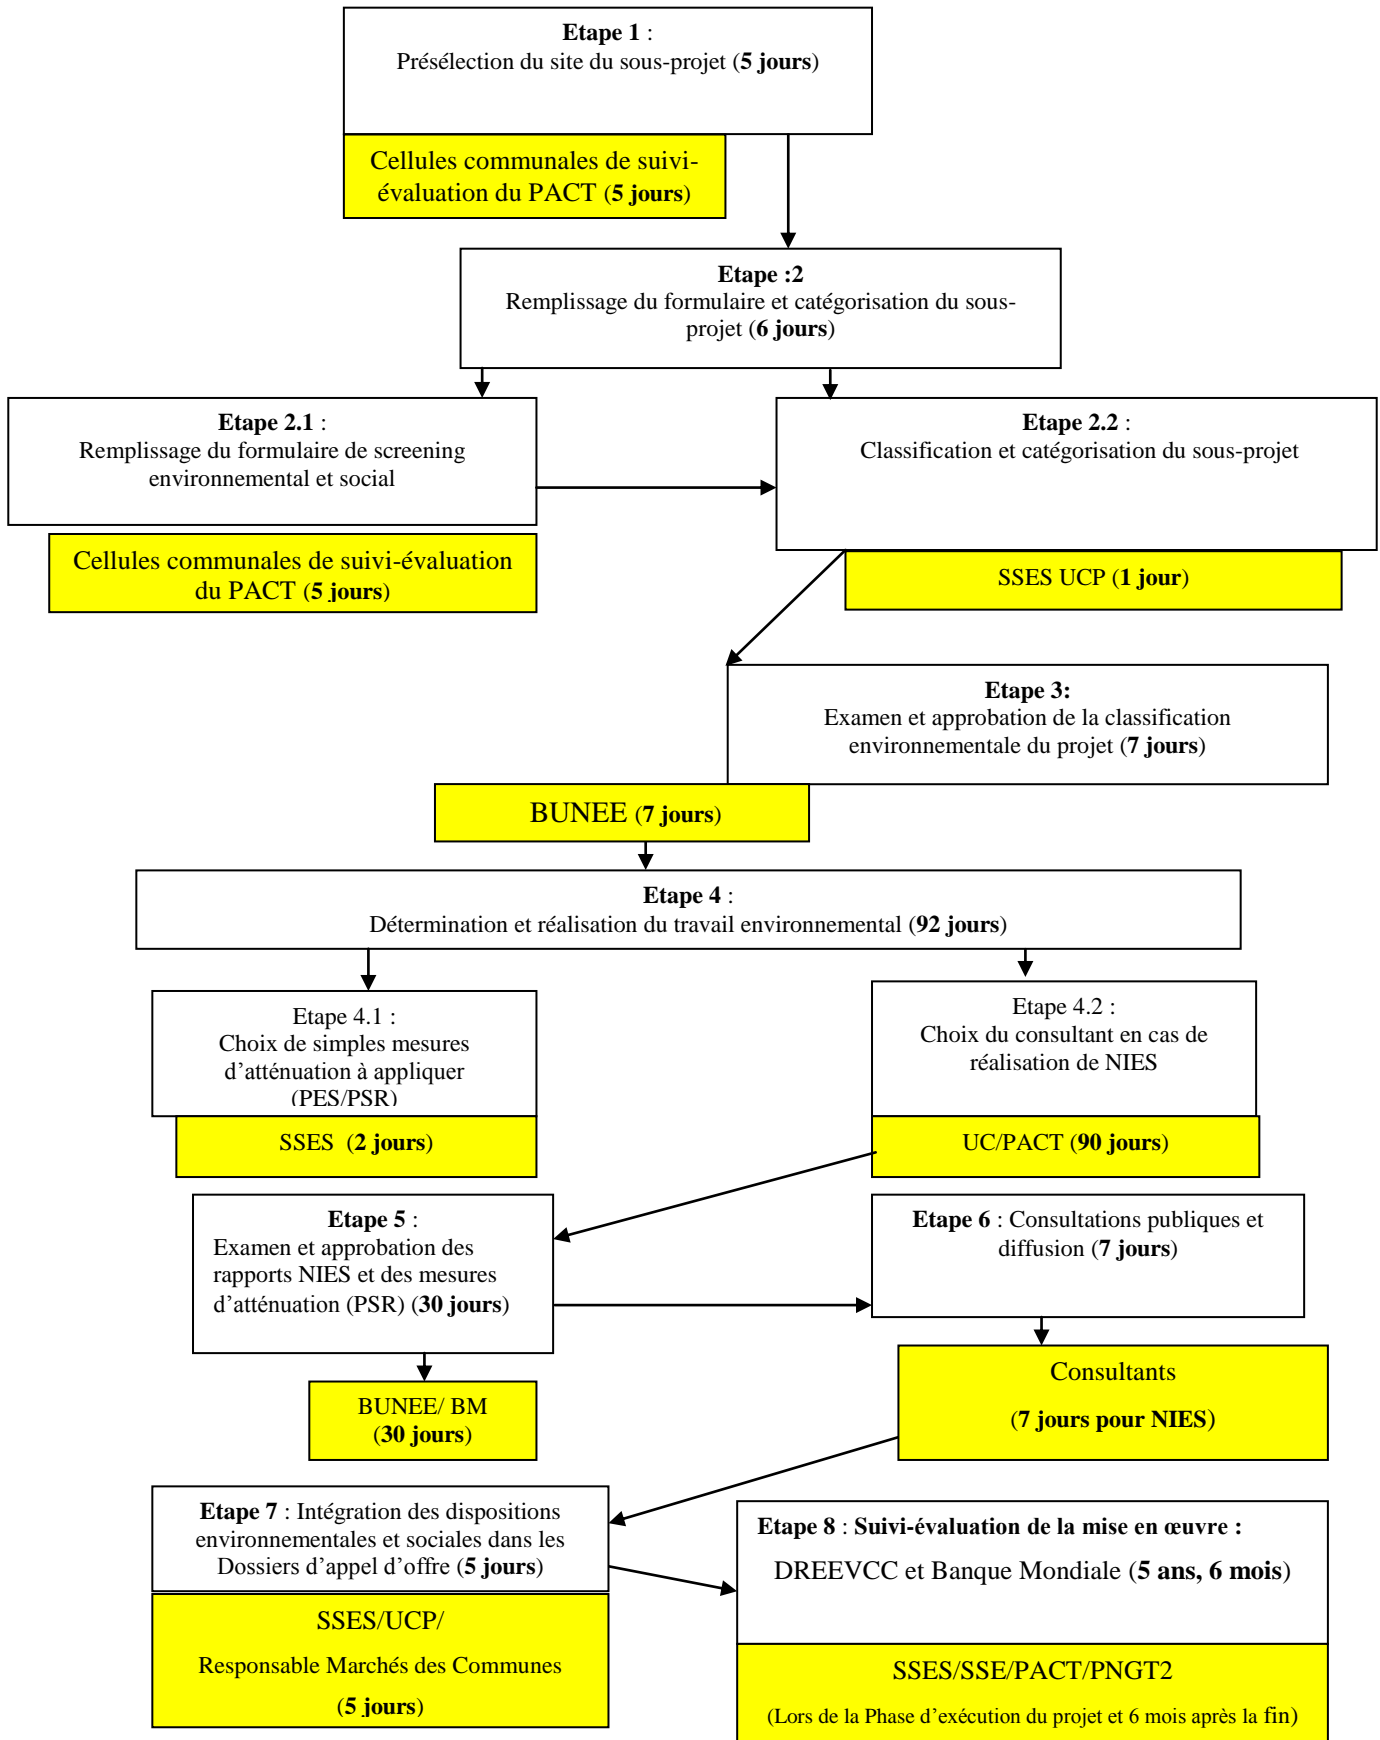 Etape 1 :
Présélection du site du sous-projet (5 jours)
Cellules communales de suivi-
évaluation du PACT (5 jours)
Etape :2
Remplissage du formulaire et catégorisation du sous-
projet (6 jours)
Etape 2.1 :
Remplissage du formulaire de screening
environnemental et social
Cellules communales de suivi-évaluation
du PACT (5 jours)
Etape 2.2 :
Classification et catégorisation du sous-projet
SSES UCP (1 jour)
Etape 3:
Examen et approbation de la classification
environnementale du projet (7 jours)
BUNEE (7 jours)
Etape 4 :
Détermination et réalisation du travail environnemental (92 jours)
Etape 4.1 :
Choix de simples mesures
d’atténuation à appliquer
(PES/PSR)
SSES (2 jours)
Etape 4.2 :
Choix du consultant en cas de
réalisation de NIES
UC/PACT (90 jours)
Etape 5 :
Examen et approbation des
rapports NIES et des mesures
d’atténuation (PSR) (30 jours)
BUNEE/ BM
(30 jours)
Etape 6 : Consultations publiques et
diffusion (7 jours)
Consultants
(7 jours pour NIES)
Etape 7 : Intégration des dispositions
environnementales et sociales dans les
Dossiers d’appel d’offre (5 jours)
SSES/UCP/
Responsable Marchés des Communes
(5 jours)
Etape 8 : Suivi-évaluation de la mise en œuvre :
DREEVCC et Banque Mondiale (5 ans, 6 mois)
SSES/SSE/PACT/PNGT2
(Lors de la Phase d’exécution du projet et 6 mois après la fin)